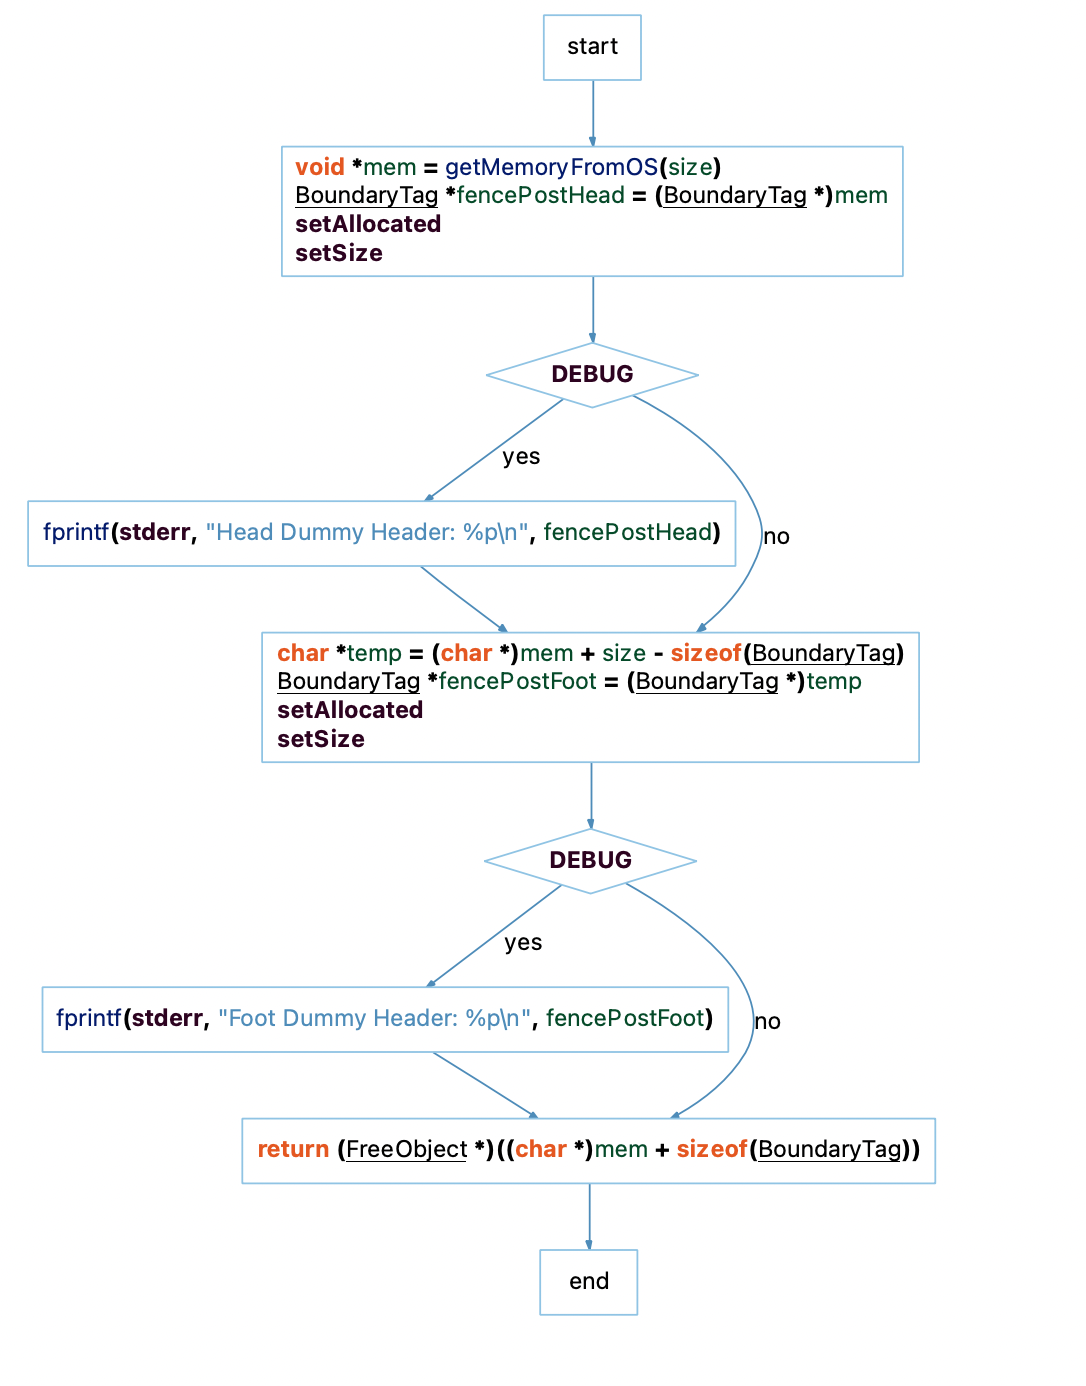 start
void *mem = getMemoryFromOS(size)
BoundaryTag *fencePostHead = (BoundaryTag *)mem
setAllocated
setSize
DEBUG
yes
fprintf(stderr, "Head Dummy Header: %p\n", fencePostHead)
no
char *temp = (char *)mem + size - sizeof(BoundaryTag)
BoundaryTag *fencePostFoot = (BoundaryTag *)temp
setAllocated
setSize
DEBUG
yes
fprintf(stderr, "Foot Dummy Header: %p\n", fencePostFoot)
no
return (FreeObject *)((char *)mem + sizeof(BoundaryTag))
end